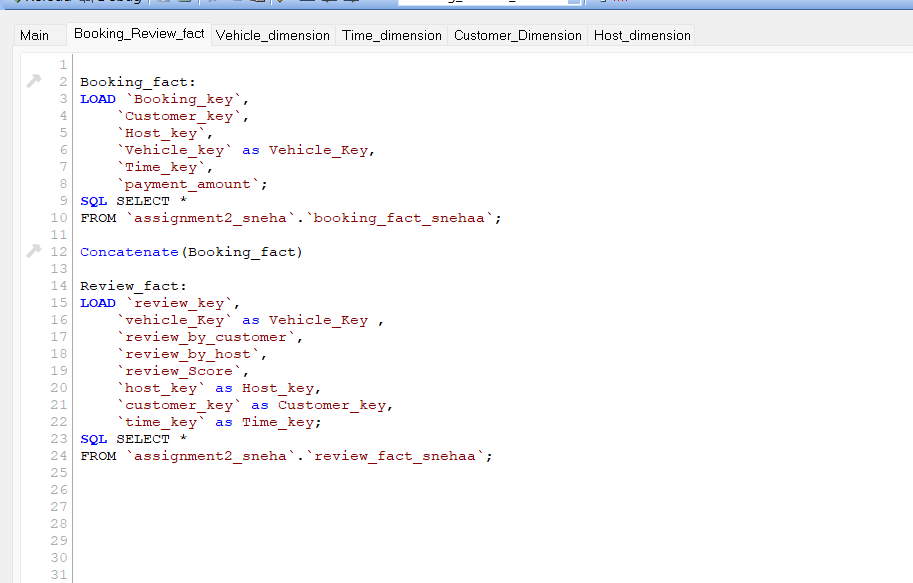 Main Booking_Review_fact Vehicle_dimension Time_dimension Customer_Dimension Host_dimension
1
2 Booking_fact:
3 LOAD `Booking_key`,
4 `Customer_key`,
5 `Host_key`,
6 `Vehicle_key` as Vehicle_Key,
7 `Time_key`,
8 `payment_amount`;
9 SQL SELECT *
10 FROM `assignment2_sneha`.`booking_fact_snehaa`;
11
12 Concatenate(Booking_fact)
13
14 Review_fact:
15 LOAD `review_key`,
16 `vehicle_Key` as Vehicle_Key ,
17 `review_by_customer`,
18 `review_by_host`,
19 `review_Score`,
20 `host_key` as Host_key,
21 `customer_key` as Customer_key,
22 `time_key` as Time_key;
23 SQL SELECT *
24 FROM `assignment2_sneha`.`review_fact_snehaa`;
25
26
27
28
29
30
31